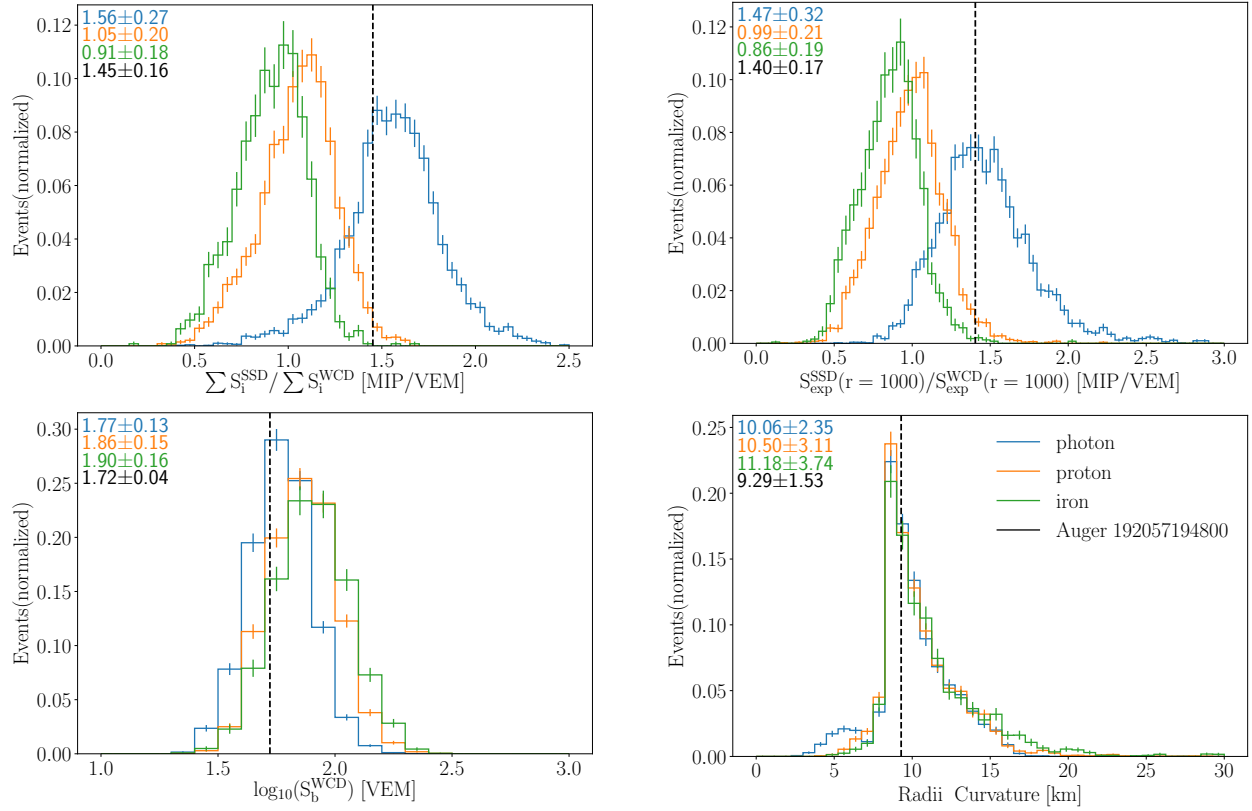 1.56±0.27
1.05±0.20
0.91±0.18
1.45±0.16
0.12
0.10
0.08
0.06
0.04
0.02
0.00
Events(normalized)
0.0 0.5 1.0 1.5 2.0 2.5
∑ S_i^SSD / ∑ S_i^WCD [MIP/VEM]
1.47±0.32
0.99±0.21
0.86±0.19
1.40±0.17
0.12
0.10
0.08
0.06
0.04
0.02
0.00
Events(normalized)
0.0 0.5 1.0 1.5 2.0 2.5 3.0
S_exp^SSD(r = 1000)/S_exp^WCD(r = 1000) [MIP/VEM]
1.77±0.13
1.86±0.15
1.90±0.16
1.72±0.04
0.30
0.25
0.20
0.15
0.10
0.05
0.00
Events(normalized)
1.0 1.5 2.0 2.5 3.0
log10(S_b^WCD) [VEM]
10.06±2.35
10.50±3.11
11.18±3.74
9.29±1.53
photon
proton
iron
Auger 192057194800
0.25
0.20
0.15
0.10
0.05
0.00
Events(normalized)
0 5 10 15 20 25 30
Radii Curvature [km]